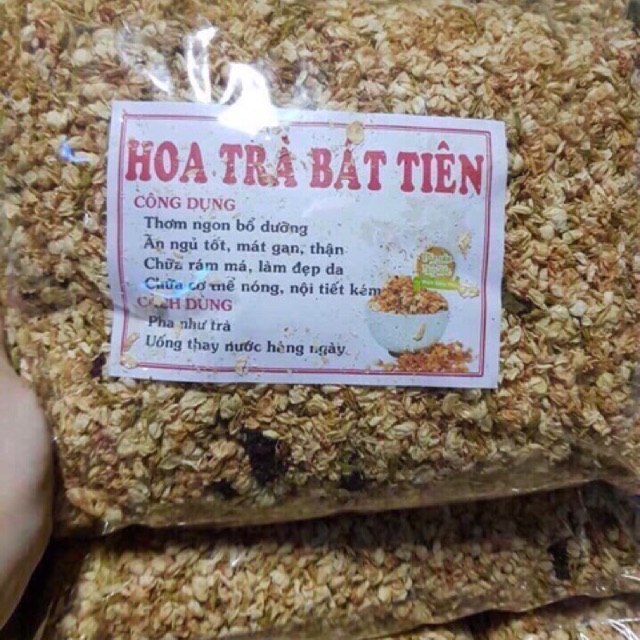 HOA TRÀ BÁT TIÊN
CÔNG DỤNG
Thơm ngon bổ dưỡng
Ăn ngủ tốt, mát gan, thận
Chữa rám má, làm đẹp da
Chữa cơ thể nóng, nội tiết kém
CÁCH DÙNG
Pha như trà
Uống thay nước hàng ngày